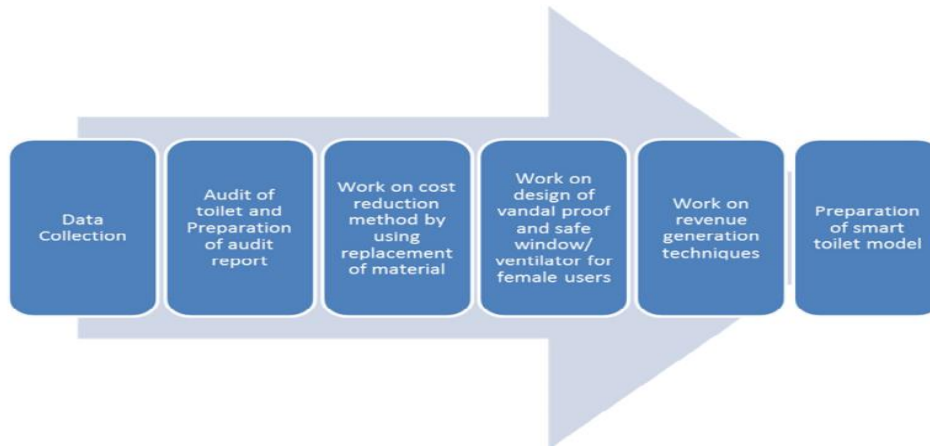 Data
Collection
Audit of
toilet and
Preparation
of audit
report
Work on cost
reduction
method by
using
replacement
of material
Work on
design of
vandal proof
and safe
window/
ventilator for
female users
Work on
revenue
generation
techniques
Preparation
of smart
toilet model